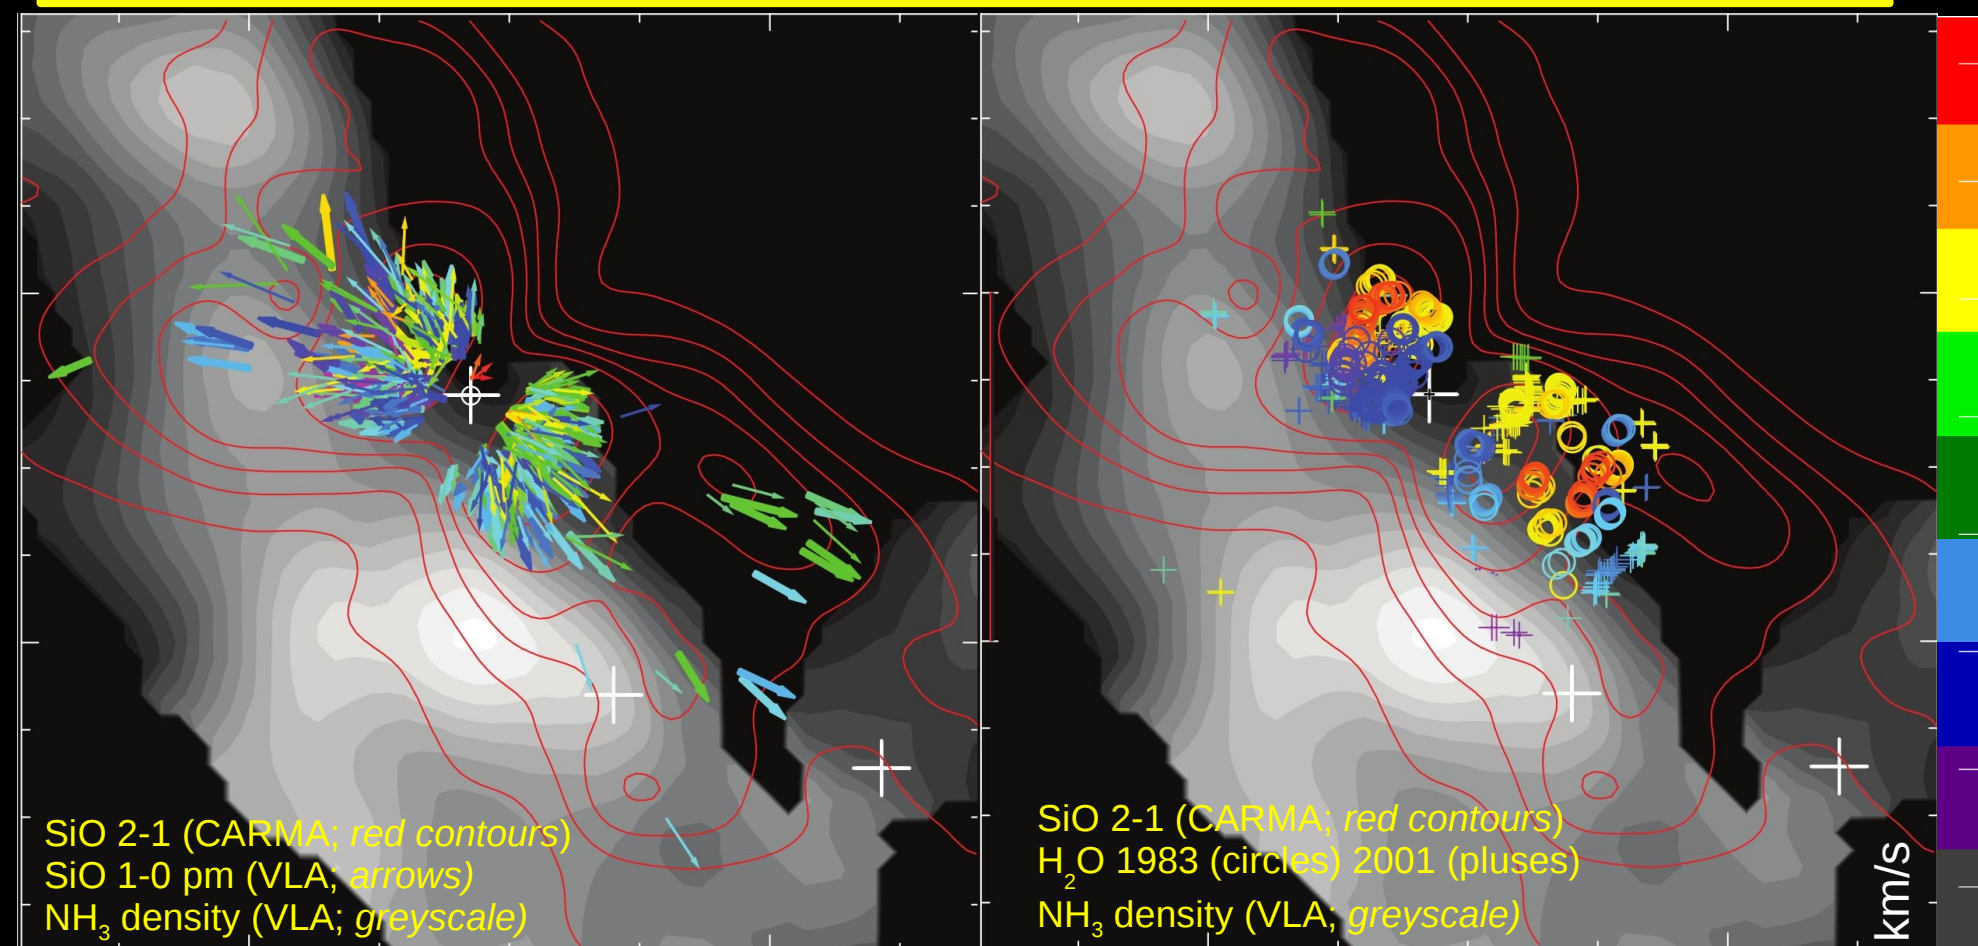 SiO 2-1 (CARMA; red contours)
SiO 1-0 pm (VLA; arrows)
NH3 density (VLA; greyscale)
SiO 2-1 (CARMA; red contours)
H2O 1983 (circles) 2001 (pluses)
NH3 density (VLA; greyscale)
km/s